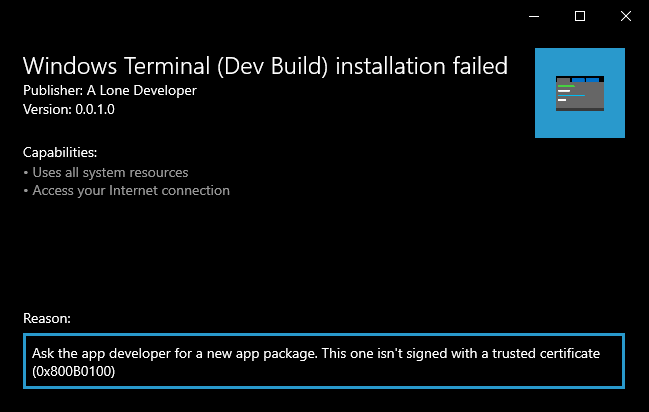 Windows Terminal (Dev Build) installation failed
Publisher: A Lone Developer
Version: 0.0.1.0
Capabilities:
• Uses all system resources
• Access your Internet connection
Reason:
Ask the app developer for a new app package. This one isn't signed with a trusted certificate
(0x800B0100)